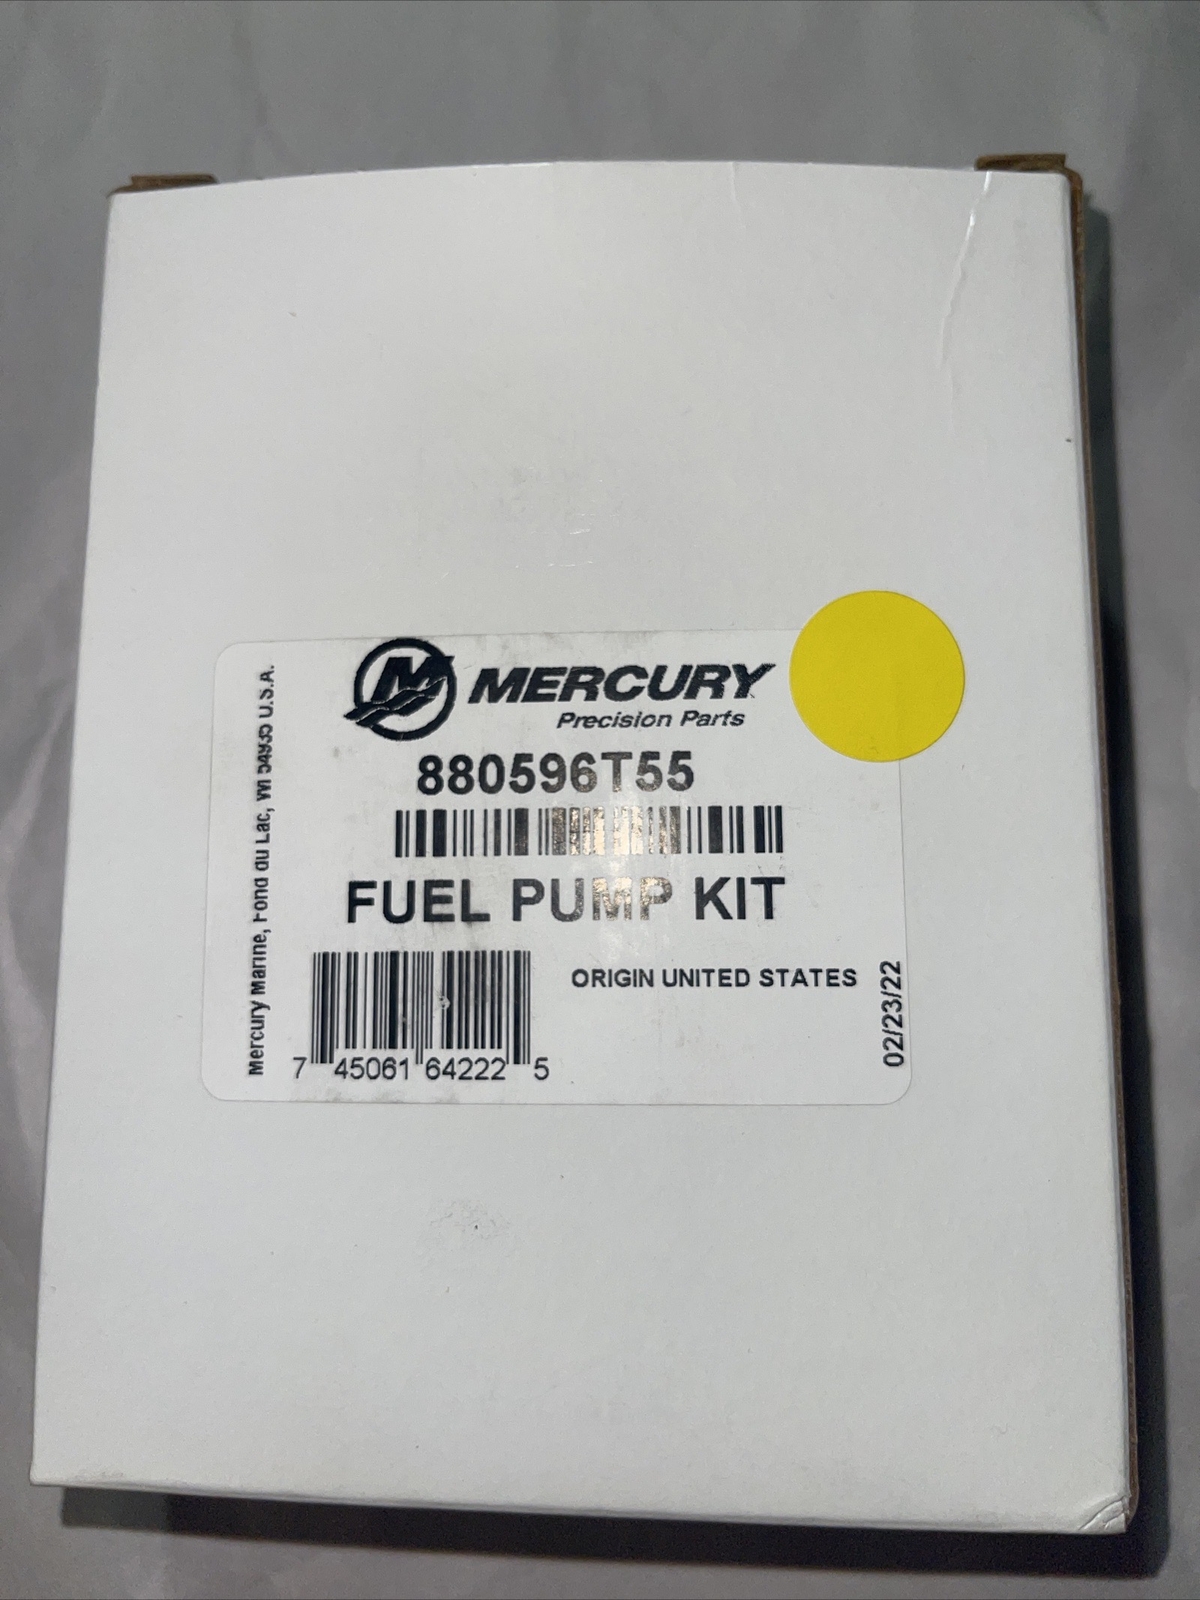 MERCURY
Precision Parts
880596T55
FUEL PUMP KIT
ORIGIN UNITED STATES
7 45061 64222 5
02/23/22
Mercury Marine, Fond du Lac, WI 54935 U.S.A.